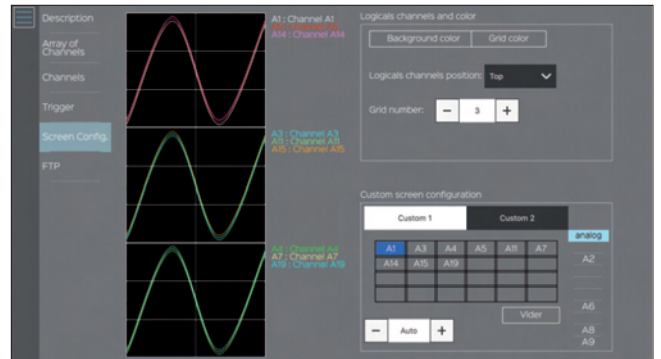 Description
Array of
Channels
Channels
Trigger
Screen Config.
FTP
A1 : Channel A1
A14 : Channel A14
A3 : Channel A3
A11 : Channel A11
A15 : Channel A15
A4 : Channel A4
A7 : Channel A7
A19 : Channel A19
Logicals channels and color
Background color
Grid color
Logicals channels position:
Top
Grid number:
3
Custom screen configuration
Custom 1
Custom 2
A1 A3 A4 A5 A11 A7
A14 A15 A19
Vider
Auto
analog
A2
A6
A8
A9